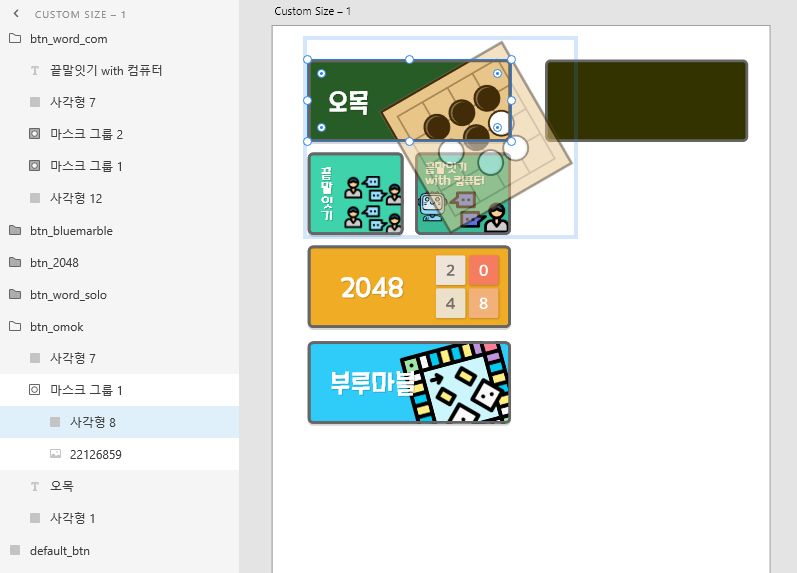 CUSTOM SIZE – 1
btn_word_com
끝말잇기 with 컴퓨터
사각형 7
마스크 그룹 2
마스크 그룹 1
사각형 12
btn_bluemarble
btn_2048
btn_word_solo
btn_omok
사각형 7
마스크 그룹 1
사각형 8
22126859
오목
사각형 1
default_btn
Custom Size – 1
오목
끝말잇기
끝말잇기
with 컴퓨터
2048
2 0
4 8
부루마블